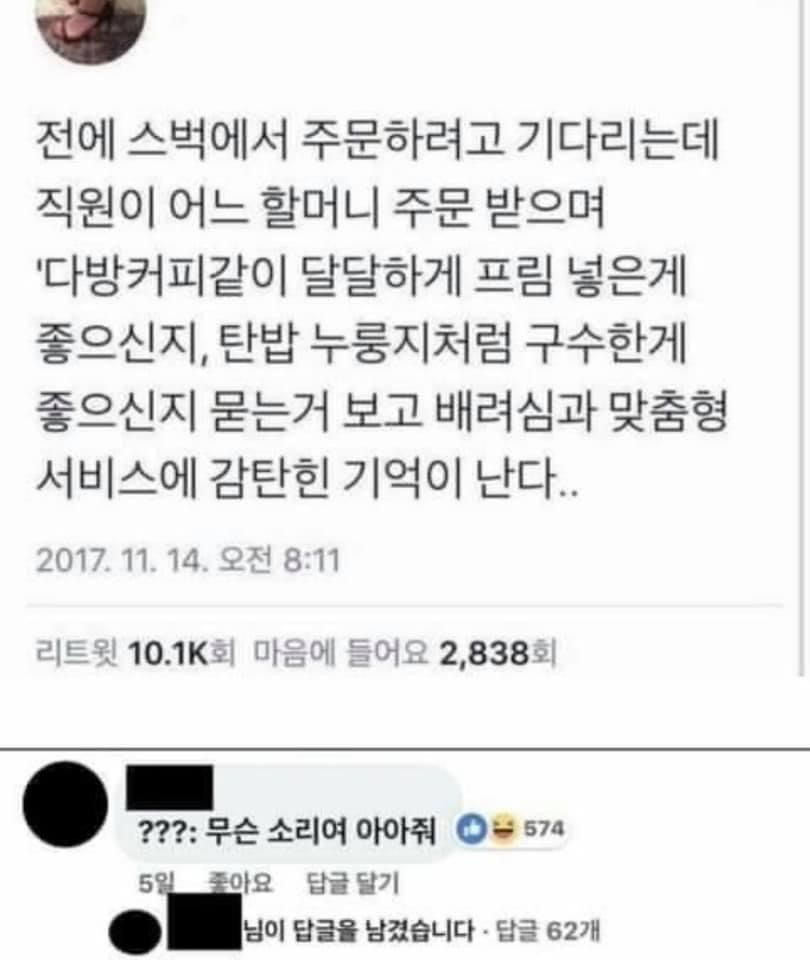 전에 스벅에서 주문하려고 기다리는데
직원이 어느 할머니 주문 받으며
'다방커피같이 달달하게 프림 넣은게
좋으신지, 탄밥 누룽지처럼 구수한게
좋으신지 묻는거 보고 배려심과 맞춤형
서비스에 감탄힌 기억이 난다..
2017. 11. 14. 오전 8:11
리트윗 10.1K회 마음에 들어요 2,838회
???: 무슨 소리여 아아줘 574
5일 좋아요 답글 달기
님이 답글을 남겼습니다 · 답글 62개